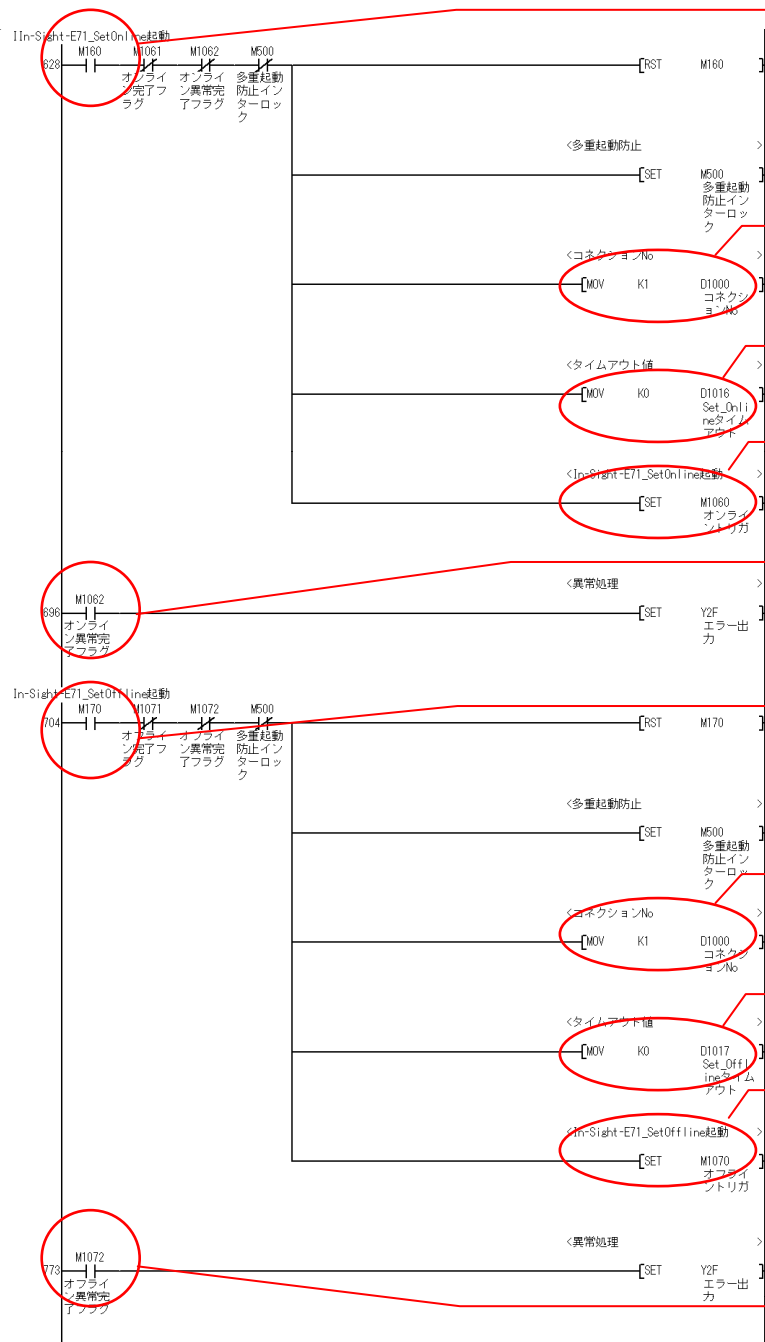 IIn-Sight-E71_SetOnline起動
M160 M1061 M1062 M500
628 [RST M160 ]
オンライン完了フラグ オンライン異常完了フラグ 多重起動防止インターロック
<多重起動防止 >
[SET M500 ]
多重起動
防止イン
ターロッ
ク
<コネクションNo >
[MOV K1 D1000 ]
コネクシ
ョンNo
<タイムアウト値 >
[MOV K0 D1016 ]
Set_Onli
neタイム
アウト
<In-Sight-E71_SetOnline起動 >
[SET M1060 ]
オンライ
ントリガ
<異常処理 >
M1062
696 [SET Y2F ]
オンライ
ン異常完
了フラグ
エラー出
力
In-Sight-E71_SetOffline起動
M170 M1071 M1072 M500
704 [RST M170 ]
オフライン完了フラグ オフライン異常完了フラグ 多重起動防止インターロック
<多重起動防止 >
[SET M500 ]
多重起動
防止イン
ターロッ
ク
<コネクションNo >
[MOV K1 D1000 ]
コネクシ
ョンNo
<タイムアウト値 >
[MOV K0 D1017 ]
Set_Offl
ineタイム
アウト
<In-Sight-E71_SetOffline起動 >
[SET M1070 ]
オフライ
ントリガ
<異常処理 >
M1072
773 [SET Y2F ]
オフライ
ン異常完
了フラグ
エラー出
力